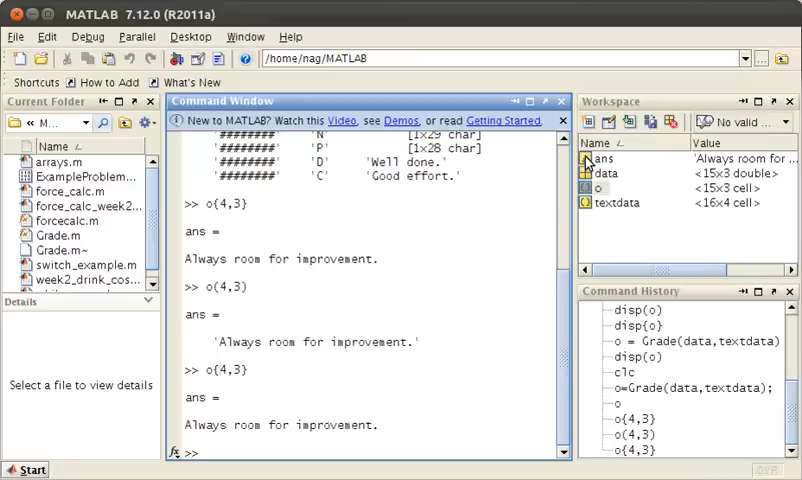 MATLAB 7.12.0 (R2011a)
File Edit Debug Parallel Desktop Window Help
/home/nag/MATLAB
...
Shortcuts How to Add What's New
Current Folder
« M...
Name
arrays.m
ExampleProblem...
force_calc.m
force_calc_week2...
forcecalc.m
Grade.m
Grade.m~
switch_example.m
week2_drink_cos...
Details
Select a file to view details
Start
Command Window
New to MATLAB? Watch this Video, see Demos, or read Getting Started.
'########' 'N' [1x29 char]
'########' 'P' [1x28 char]
'########' 'D' 'Well done.'
'########' 'C' 'Good effort.'
>> o{4,3}
ans =
Always room for improvement.
>> o(4,3)
ans =
'Always room for improvement.'
>> o{4,3}
ans =
Always room for improvement.
fx >>
Workspace
No valid ...
Name Value
ans 'Always room for ...
data <15x3 double>
o <15x3 cell>
textdata <16x4 cell>
Command History
disp(o)
disp{o}
o = Grade(data,textdata)
disp(o)
clc
o=Grade(data,textdata);
o
o{4,3}
o(4,3)
o{4,3}
OVR